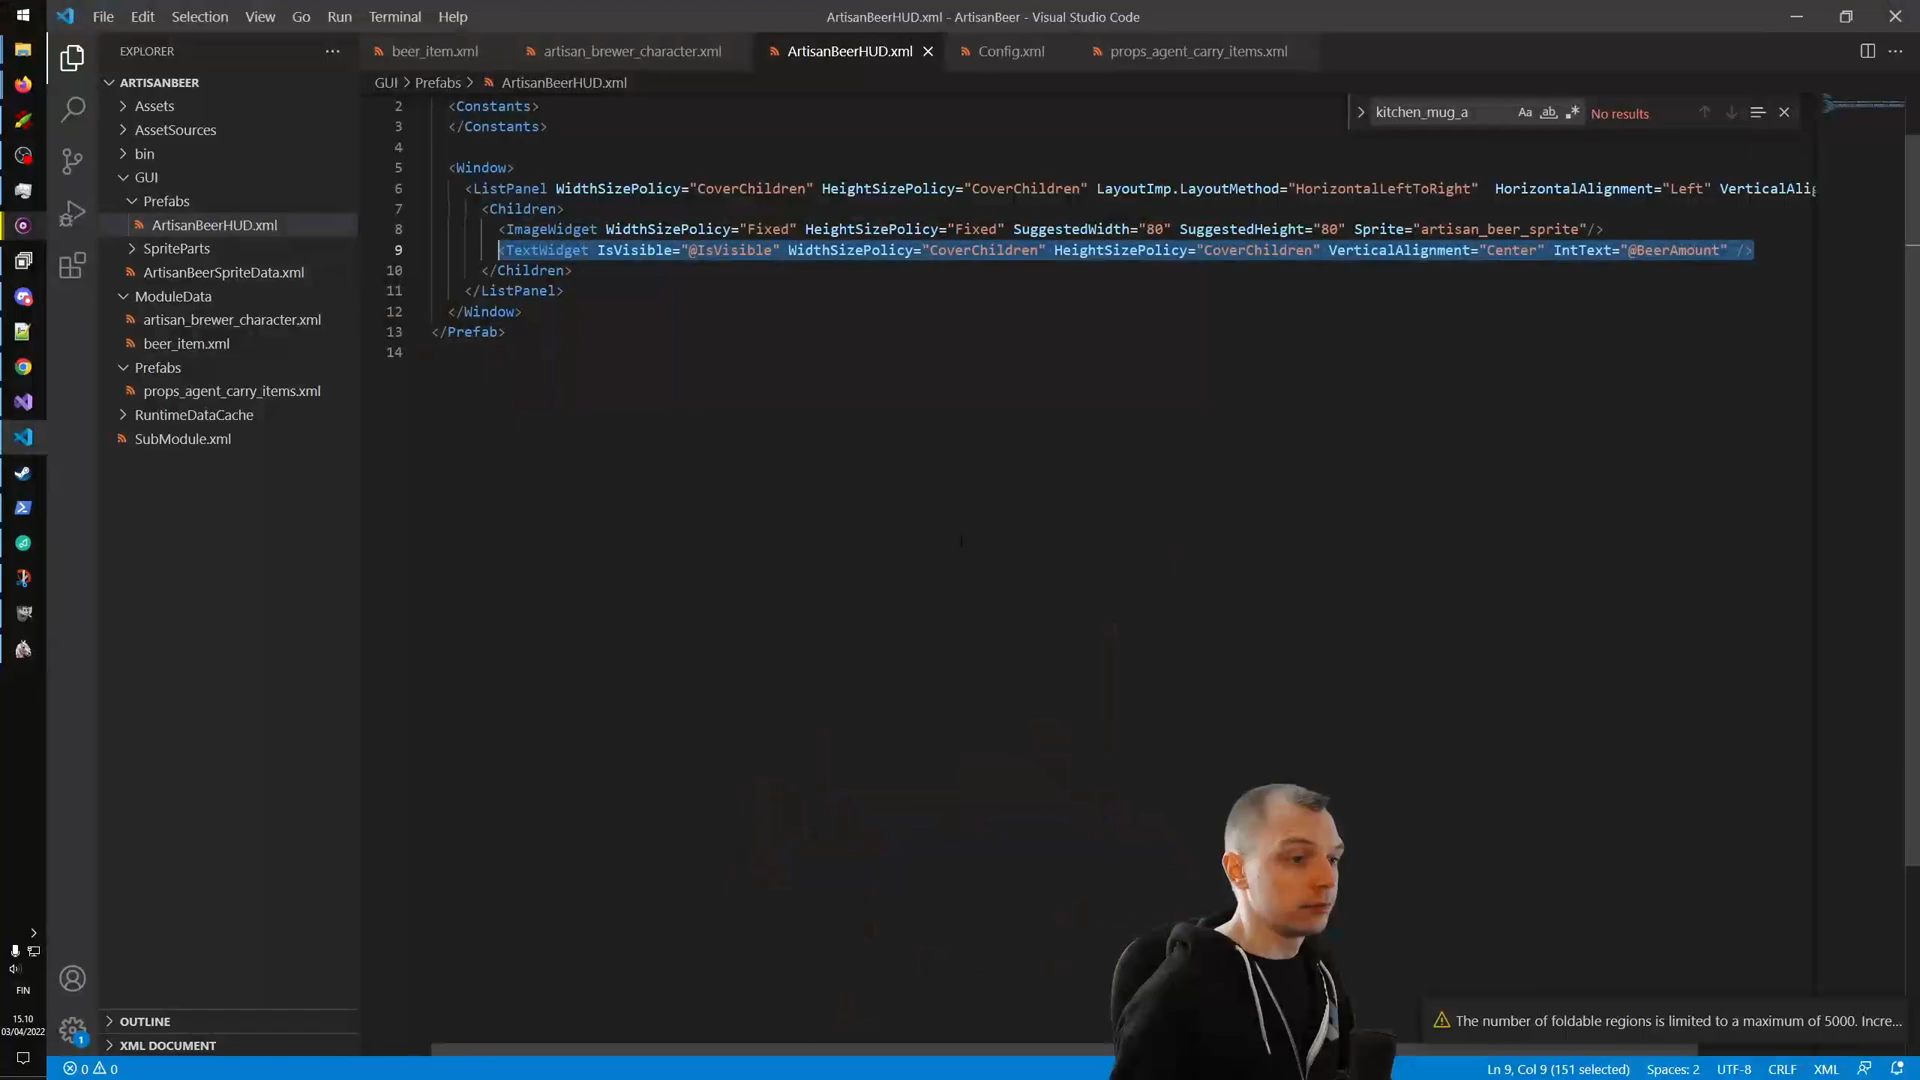 File Edit Selection View Go Run Terminal Help
ArtisanBeerHUD.xml - ArtisanBeer - Visual Studio Code
EXPLORER
beer_item.xml
artisan_brewer_character.xml
ArtisanBeerHUD.xml
Config.xml
props_agent_carry_items.xml
GUI > Prefabs > ArtisanBeerHUD.xml
ARTISANBEER
Assets
AssetSources
bin
GUI
Prefabs
ArtisanBeerHUD.xml
SpriteParts
ArtisanBeerSpriteData.xml
ModuleData
artisan_brewer_character.xml
beer_item.xml
Prefabs
props_agent_carry_items.xml
RuntimeDataCache
SubModule.xml
OUTLINE
XML DOCUMENT
kitchen_mug_a
Aa ab .*
No results
2 <Constants>
3 </Constants>
4
5 <Window>
6 <ListPanel WidthSizePolicy="CoverChildren" HeightSizePolicy="CoverChildren" LayoutImp.LayoutMethod="HorizontalLeftToRight"  HorizontalAlignment="Left" VerticalAlig
7 <Children>
8 <ImageWidget WidthSizePolicy="Fixed" HeightSizePolicy="Fixed" SuggestedWidth="80" SuggestedHeight="80" Sprite="artisan_beer_sprite"/>
9 <TextWidget IsVisible="@IsVisible" WidthSizePolicy="CoverChildren" HeightSizePolicy="CoverChildren" VerticalAlignment="Center" IntText="@BeerAmount" />
10 </Children>
11 </ListPanel>
12 </Window>
13 </Prefab>
14
The number of foldable regions is limited to a maximum of 5000. Incre...
FIN
15.10
03/04/2022
1
0 0
Ln 9, Col 9 (151 selected)
Spaces: 2
UTF-8
CRLF
XML